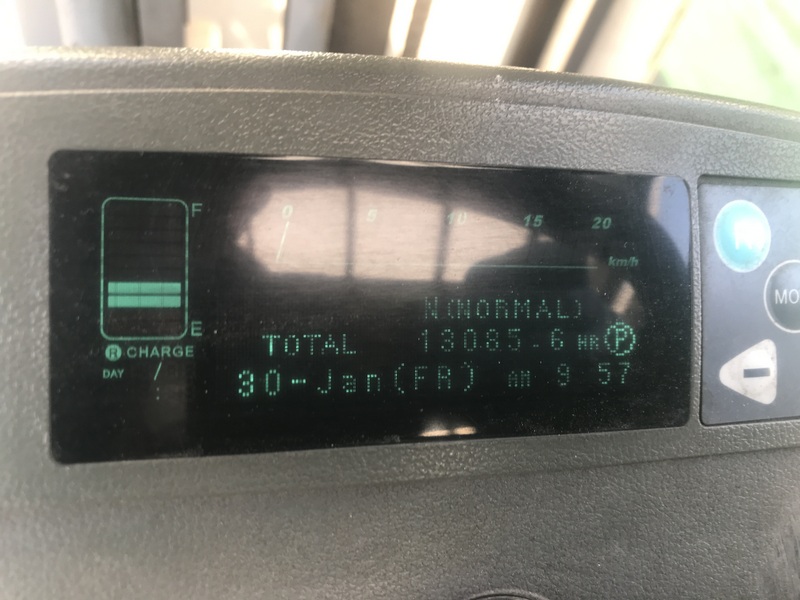 F
0 5 10 15 20
km/h
N(NORMAL)
E
TOTAL 13085.6 HR P
R CHARGE
DAY
30-Jan(FR) AM 9 57
MO